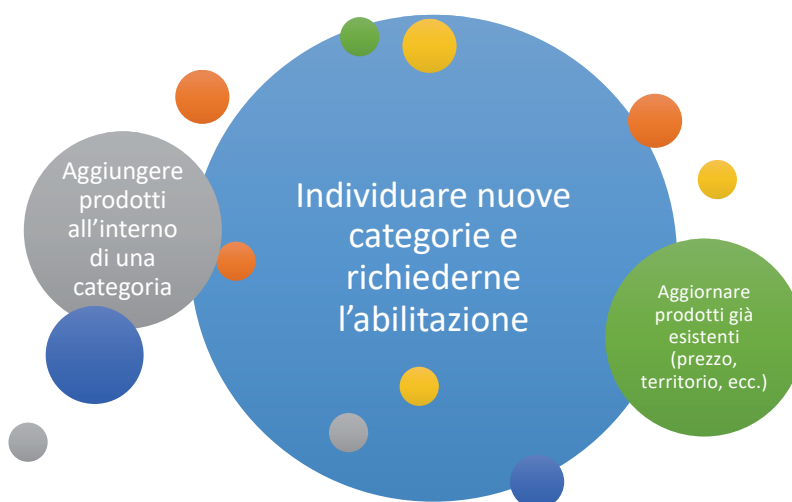 Aggiungere
prodotti
all’interno
di una
categoria
Individuare nuove
categorie e
richiederne
l’abilitazione
Aggiornare
prodotti già
esistenti
(prezzo,
territorio, ecc.)